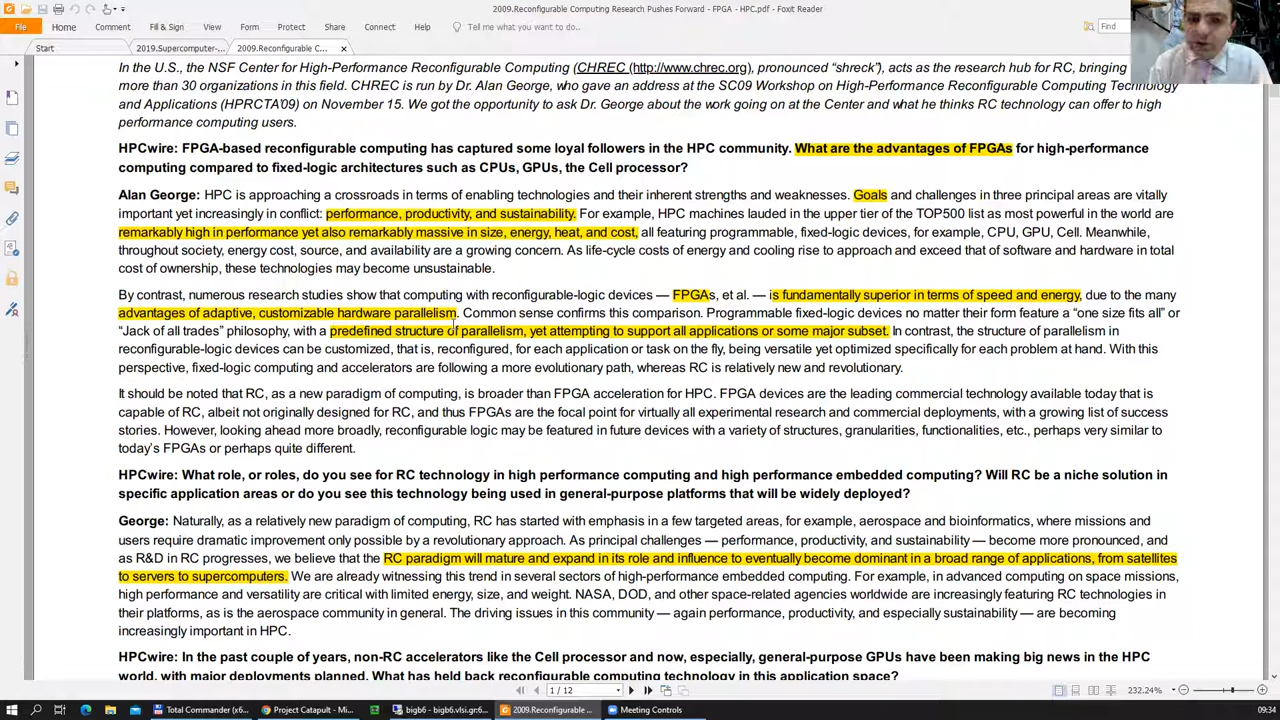 2009.Reconfigurable Computing Research Pushes Forward - FPGA - HPC.pdf - Foxit Reader
File Home Comment Fill & Sign View Form Protect Share Connect Help Tell me what you want to do... Find
Start 2019.Supercomputer-... 2009.Reconfigurable C...
In the U.S., the NSF Center for High-Performance Reconfigurable Computing (CHREC (http://www.chrec.org), pronounced “shreck”), acts as the research hub for RC, bringing
more than 30 organizations in this field. CHREC is run by Dr. Alan George, who gave an address at the SC09 Workshop on High-Performance Reconfigurable Computing Technology
and Applications (HPRCTA'09) on November 15. We got the opportunity to ask Dr. George about the work going on at the Center and what he thinks RC technology can offer to high
performance computing users.
HPCwire: FPGA-based reconfigurable computing has captured some loyal followers in the HPC community. What are the advantages of FPGAs for high-performance
computing compared to fixed-logic architectures such as CPUs, GPUs, the Cell processor?
Alan George: HPC is approaching a crossroads in terms of enabling technologies and their inherent strengths and weaknesses. Goals and challenges in three principal areas are vitally
important yet increasingly in conflict: performance, productivity, and sustainability. For example, HPC machines lauded in the upper tier of the TOP500 list as most powerful in the world are
remarkably high in performance yet also remarkably massive in size, energy, heat, and cost, all featuring programmable, fixed-logic devices, for example, CPU, GPU, Cell. Meanwhile,
throughout society, energy cost, source, and availability are a growing concern. As life-cycle costs of energy and cooling rise to approach and exceed that of software and hardware in total
cost of ownership, these technologies may become unsustainable.
By contrast, numerous research studies show that computing with reconfigurable-logic devices — FPGAs, et al. — is fundamentally superior in terms of speed and energy, due to the many
advantages of adaptive, customizable hardware parallelism. Common sense confirms this comparison. Programmable fixed-logic devices no matter their form feature a “one size fits all” or
“Jack of all trades” philosophy, with a predefined structure of parallelism, yet attempting to support all applications or some major subset. In contrast, the structure of parallelism in
reconfigurable-logic devices can be customized, that is, reconfigured, for each application or task on the fly, being versatile yet optimized specifically for each problem at hand. With this
perspective, fixed-logic computing and accelerators are following a more evolutionary path, whereas RC is relatively new and revolutionary.
It should be noted that RC, as a new paradigm of computing, is broader than FPGA acceleration for HPC. FPGA devices are the leading commercial technology available today that is
capable of RC, albeit not originally designed for RC, and thus FPGAs are the focal point for virtually all experimental research and commercial deployments, with a growing list of success
stories. However, looking ahead more broadly, reconfigurable logic may be featured in future devices with a variety of structures, granularities, functionalities, etc., perhaps very similar to
today’s FPGAs or perhaps quite different.
HPCwire: What role, or roles, do you see for RC technology in high performance computing and high performance embedded computing? Will RC be a niche solution in
specific application areas or do you see this technology being used in general-purpose platforms that will be widely deployed?
George: Naturally, as a relatively new paradigm of computing, RC has started with emphasis in a few targeted areas, for example, aerospace and bioinformatics, where missions and
users require dramatic improvement only possible by a revolutionary approach. As principal challenges — performance, productivity, and sustainability — become more pronounced, and
as R&D in RC progresses, we believe that the RC paradigm will mature and expand in its role and influence to eventually become dominant in a broad range of applications, from satellites
to servers to supercomputers. We are already witnessing this trend in several sectors of high-performance embedded computing. For example, in advanced computing on space missions,
high performance and versatility are critical with limited energy, size, and weight. NASA, DOD, and other space-related agencies worldwide are increasingly featuring RC technologies in
their platforms, as is the aerospace community in general. The driving issues in this community — again performance, productivity, and especially sustainability — are becoming
increasingly important in HPC.
HPCwire: In the past couple of years, non-RC accelerators like the Cell processor and now, especially, general-purpose GPUs have been making big news in the HPC
world, with major deployments planned. What has held back reconfigurable computing technology in this application space?
1 / 12 232.24%
Total Commander (x6... Project Catapult - Mi... bigb6 - bigb6.vlsi.gr:6... 2009.Reconfigurable ... Meeting Controls 09:34